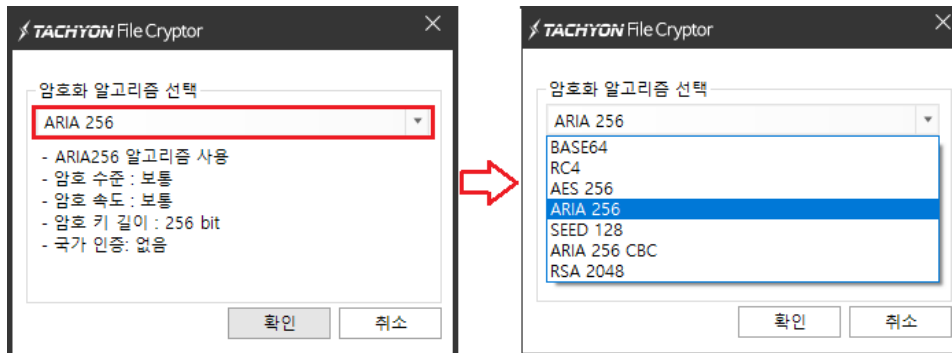 TACHYON File Cryptor
암호화 알고리즘 선택
ARIA 256
- ARIA256 알고리즘 사용
- 암호 수준 : 보통
- 암호 속도 : 보통
- 암호 키 길이 : 256 bit
- 국가 인증: 없음
확인 취소
TACHYON File Cryptor
암호화 알고리즘 선택
ARIA 256
BASE64
RC4
AES 256
ARIA 256
SEED 128
ARIA 256 CBC
RSA 2048
확인 취소